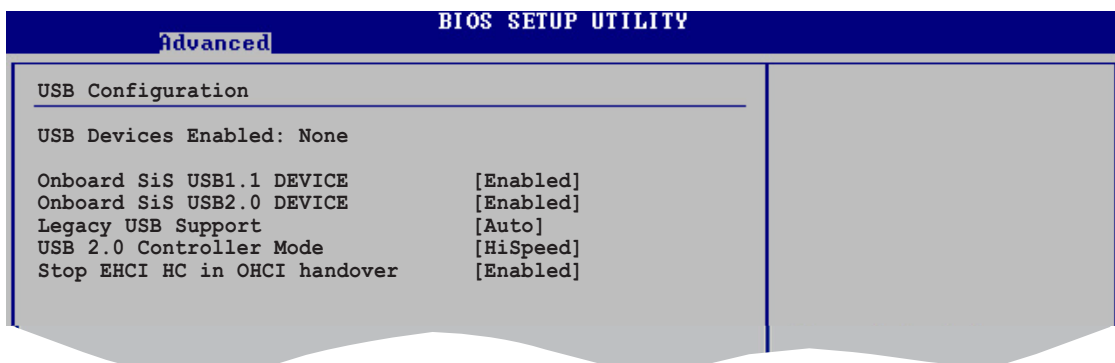 BIOS SETUP UTILITY
Advanced
USB Configuration
USB Devices Enabled: None
Onboard SiS USB1.1 DEVICE [Enabled]
Onboard SiS USB2.0 DEVICE [Enabled]
Legacy USB Support [Auto]
USB 2.0 Controller Mode [HiSpeed]
Stop EHCI HC in OHCI handover [Enabled]